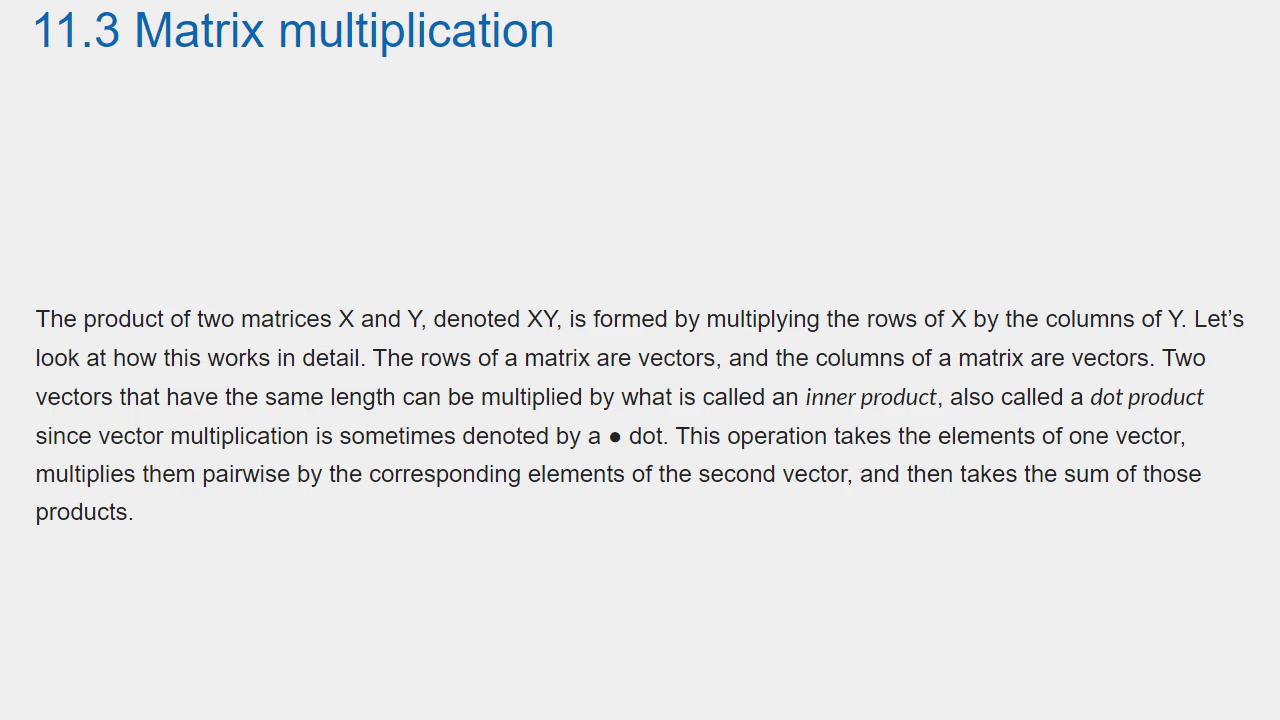 11.3 Matrix multiplication
The product of two matrices X and Y, denoted XY, is formed by multiplying the rows of X by the columns of Y. Let’s
look at how this works in detail. The rows of a matrix are vectors, and the columns of a matrix are vectors. Two
vectors that have the same length can be multiplied by what is called an inner product, also called a dot product
since vector multiplication is sometimes denoted by a ● dot. This operation takes the elements of one vector,
multiplies them pairwise by the corresponding elements of the second vector, and then takes the sum of those
products.